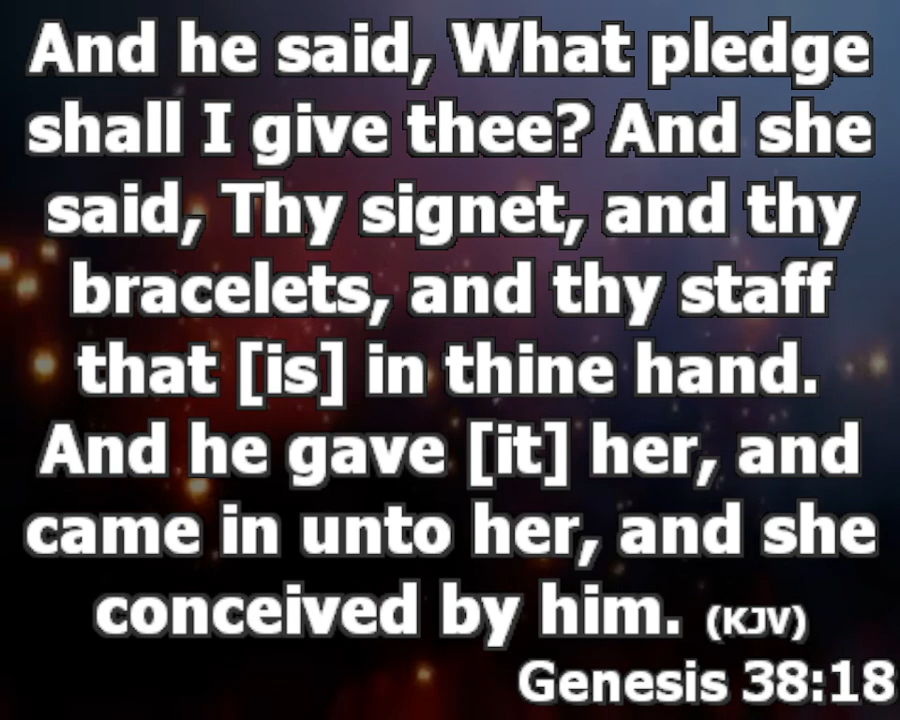 And he said, What pledge
shall I give thee? And she
said, Thy signet, and thy
bracelets, and thy staff
that [is] in thine hand.
And he gave [it] her, and
came in unto her, and she
conceived by him. (KJV)
Genesis 38:18